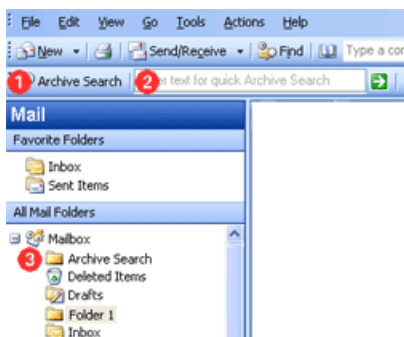 File Edit View Go Tools Actions Help
New Send/Receive Find Type a con
1 Archive Search 2 er text for quick Archive Search
Mail
Favorite Folders
Inbox
Sent Items
All Mail Folders
Mailbox
3 Archive Search
Deleted Items
Drafts
Folder 1
Inbox